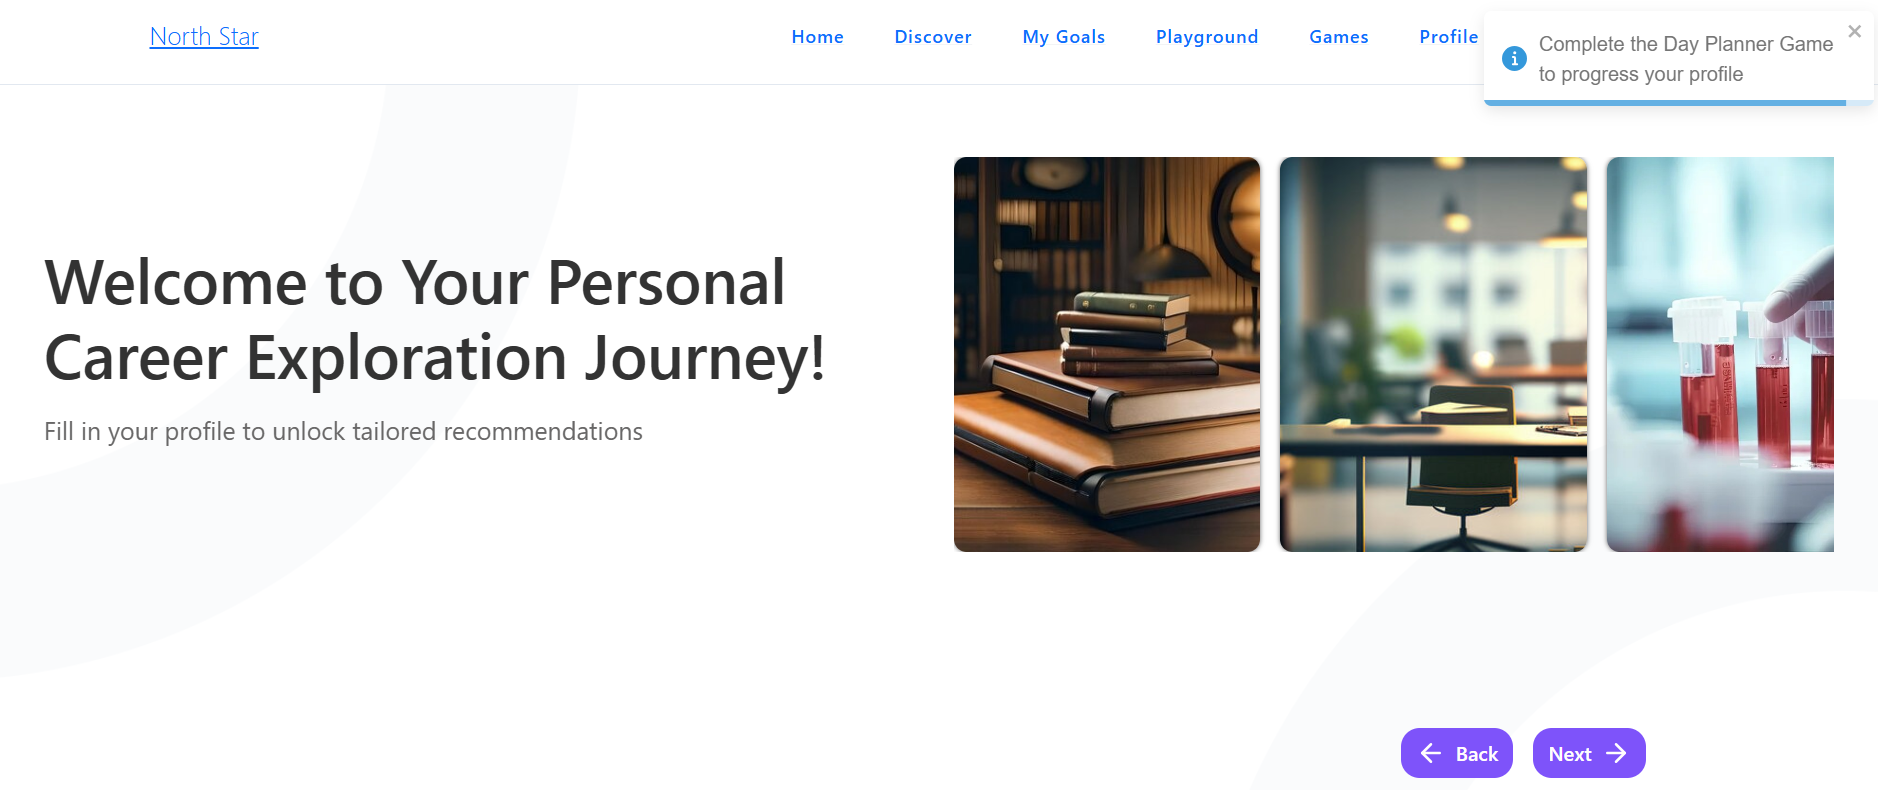 North Star
Home Discover My Goals Playground Games Profile
Complete the Day Planner Game
to progress your profile
Welcome to Your Personal
Career Exploration Journey!
Fill in your profile to unlock tailored recommendations
Back
Next